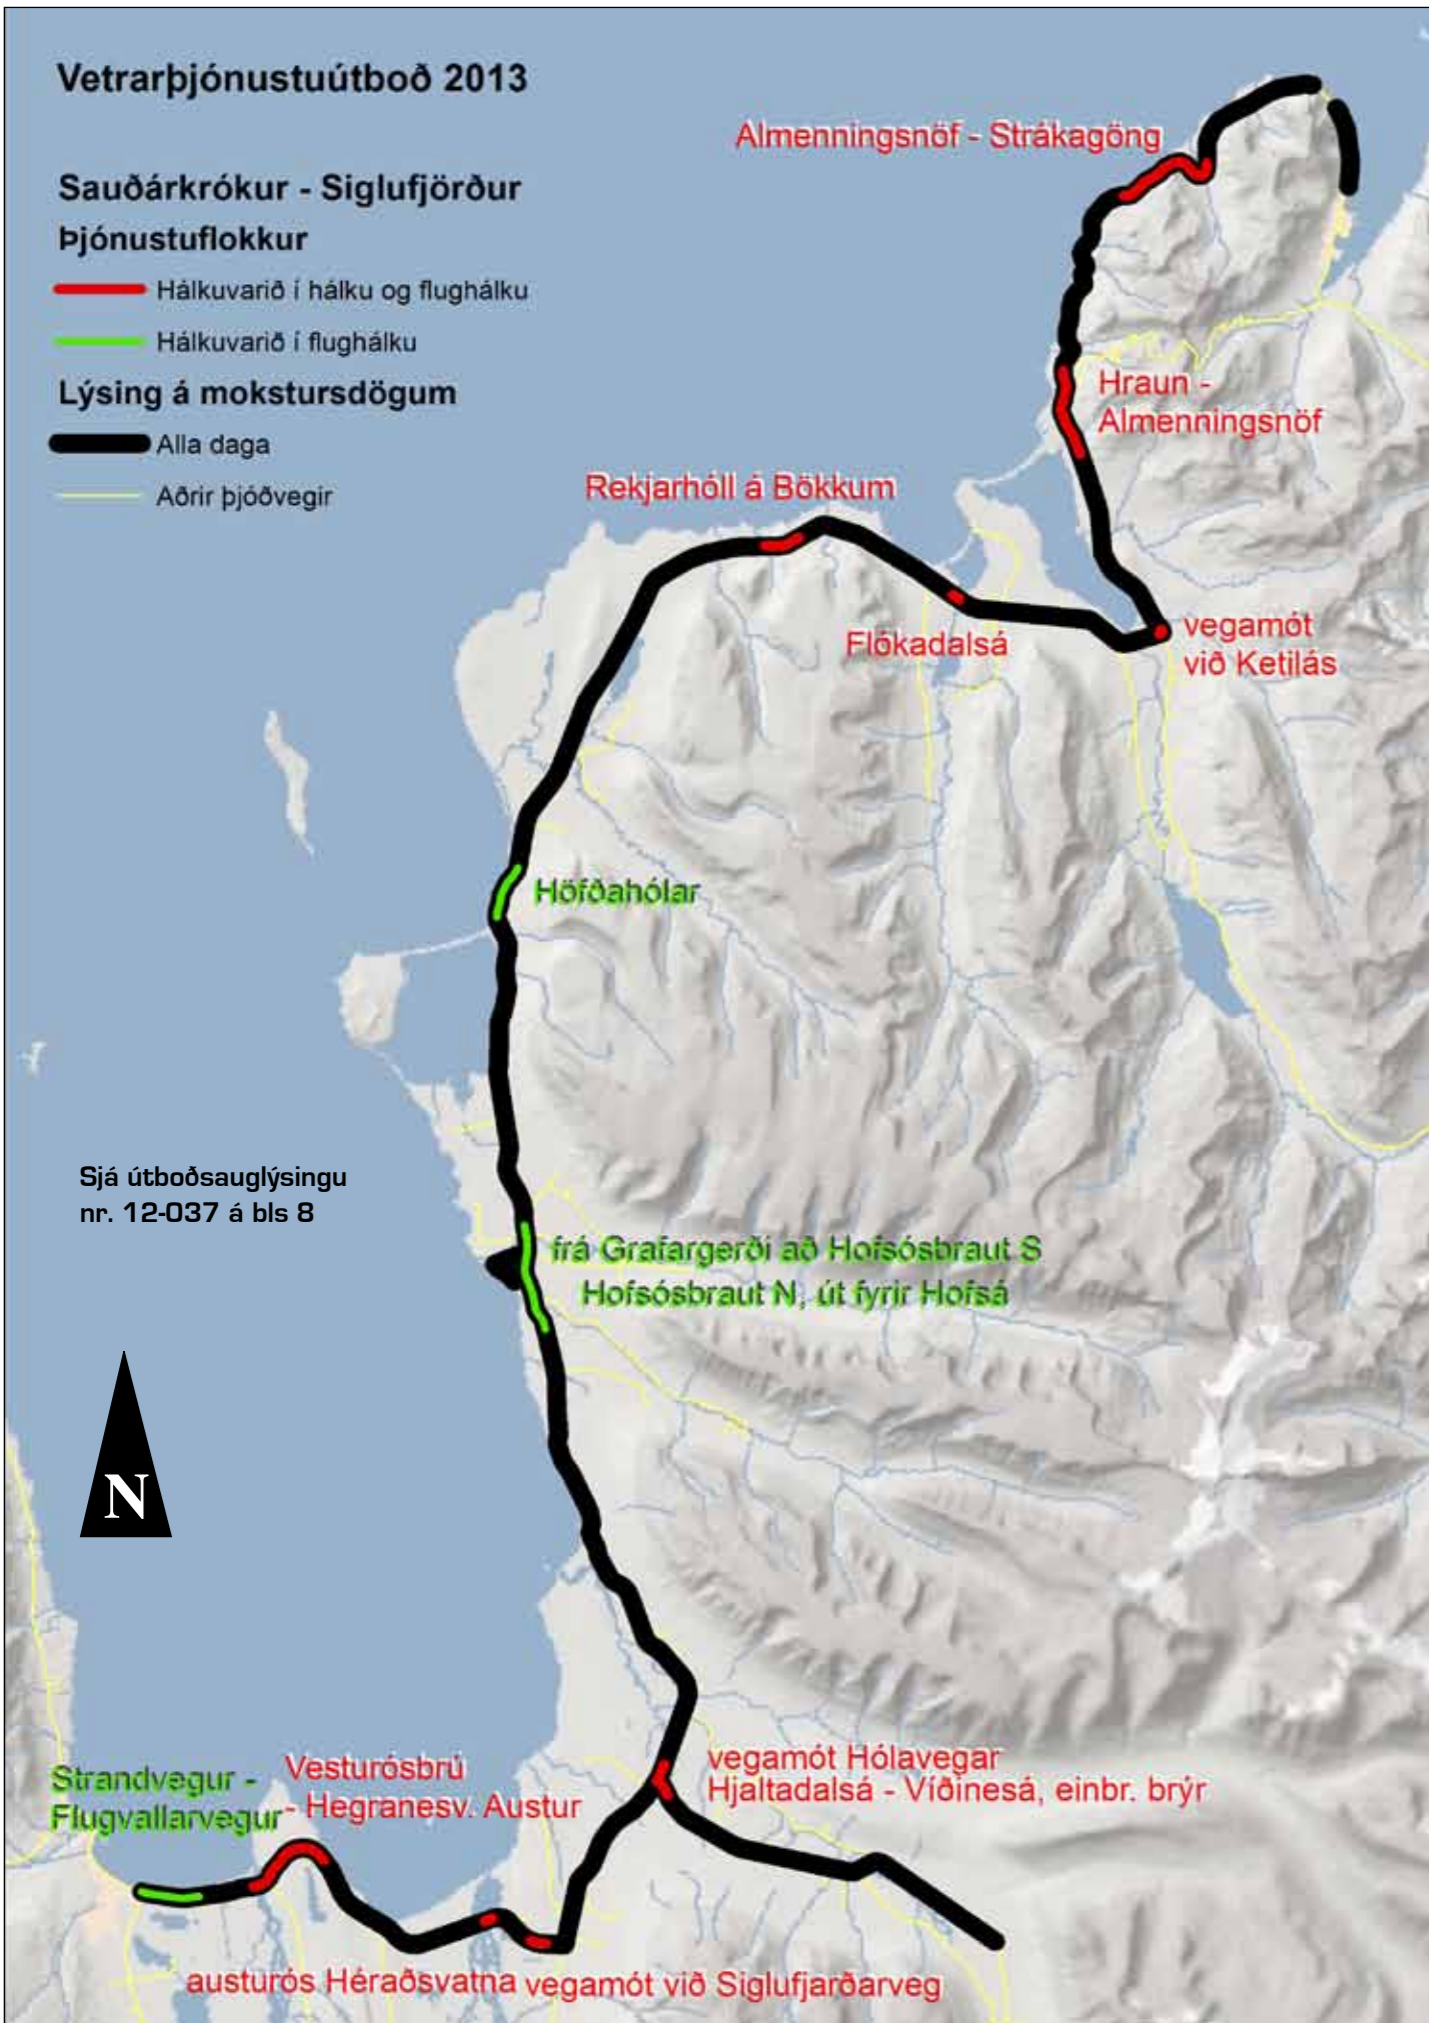 Vetrarþjónustuútboð 2013
Sauðárkrókur - Siglufjörður
Þjónustuflokkur
Hálkuvarið í hálku og flughálku
Hálkuvarið í flughálku
Lýsing á mokstursdögum
Alla daga
Aðrir þjóðvegir
Almenningsnöf - Strákagöng
Hraun -
Almenningsnöf
Rekjarhóll á Bökkum
Flókadalsá
vegamót
við Ketilás
Höfðahólar
Sjá útboðsauglýsingu
nr. 12-037 á bls 8
frá Grafargerði að Hofsósbraut S
Hofsósbraut N, út fyrir Hofsá
N
Strandvegur -
Flugvallarvegur
Vesturósbrú
- Hegranesv. Austur
vegamót Hólavegar
Hjaltadalsá - Víðinesá, einbr. brýr
austurós Héraðsvatna
vegamót við Siglufjarðarveg